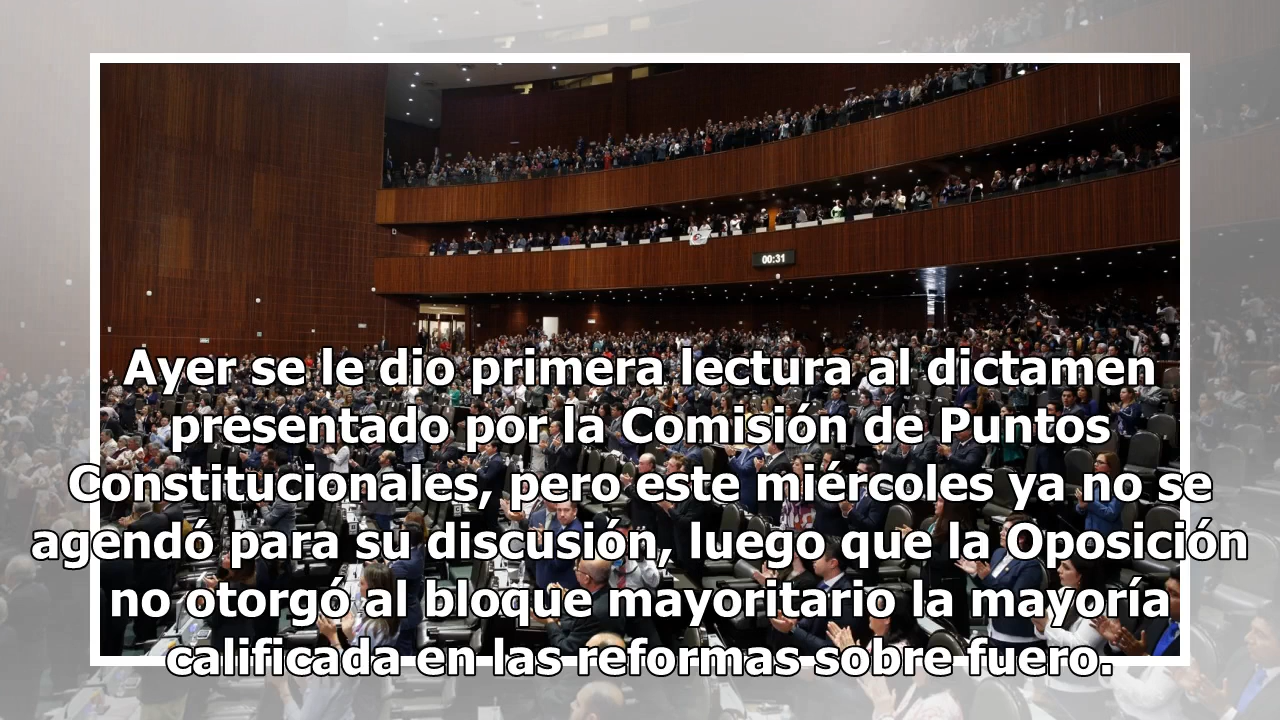 00:31
Ayer se le dio primera lectura al dictamen
presentado por la Comisión de Puntos
Constitucionales, pero este miércoles ya no se
agendó para su discusión, luego que la Oposición
no otorgó al bloque mayoritario la mayoría
calificada en las reformas sobre fuero.